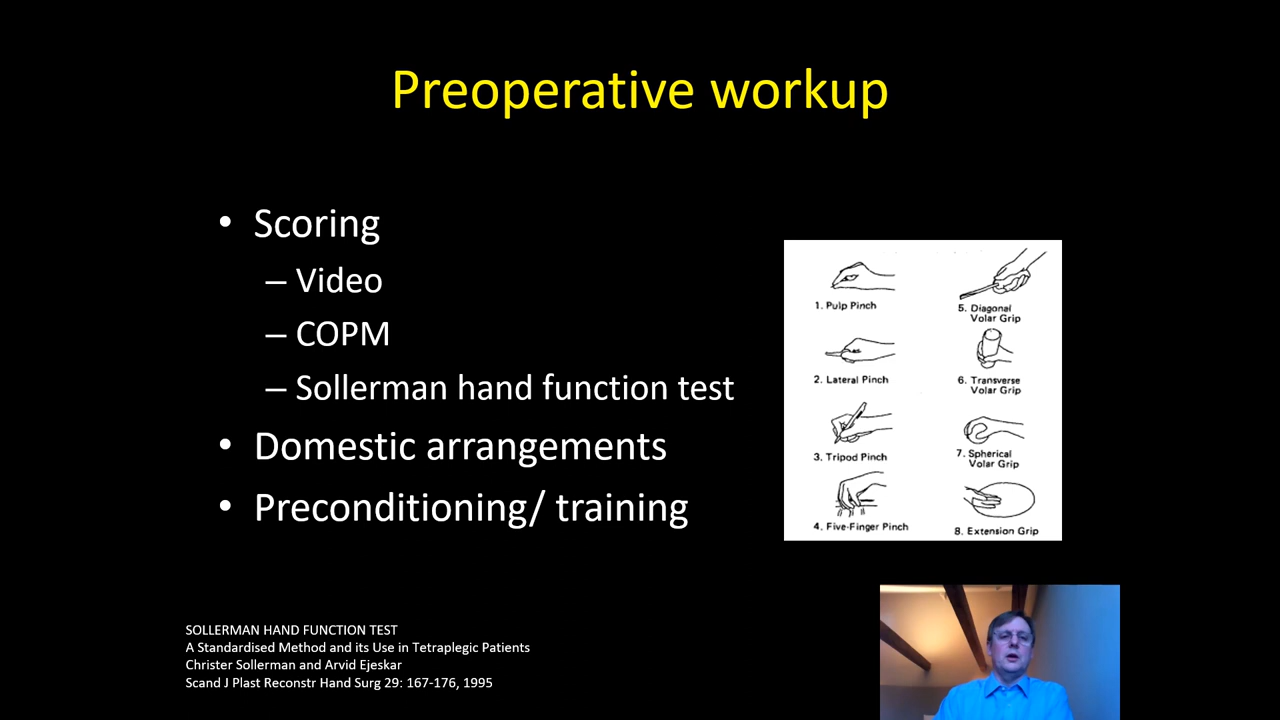 Preoperative workup
• Scoring
– Video
– COPM
– Sollerman hand function test
• Domestic arrangements
• Preconditioning/ training
1. Pulp Pinch
2. Lateral Pinch
3. Tripod Pinch
4. Five-Finger Pinch
5. Diagonal
Volar Grip
6. Transverse
Volar Grip
7. Spherical
Volar Grip
8. Extension Grip
SOLLERMAN HAND FUNCTION TEST
A Standardised Method and its Use in Tetraplegic Patients
Christer Sollerman and Arvid Ejeskar
Scand J Plast Reconstr Hand Surg 29: 167-176, 1995